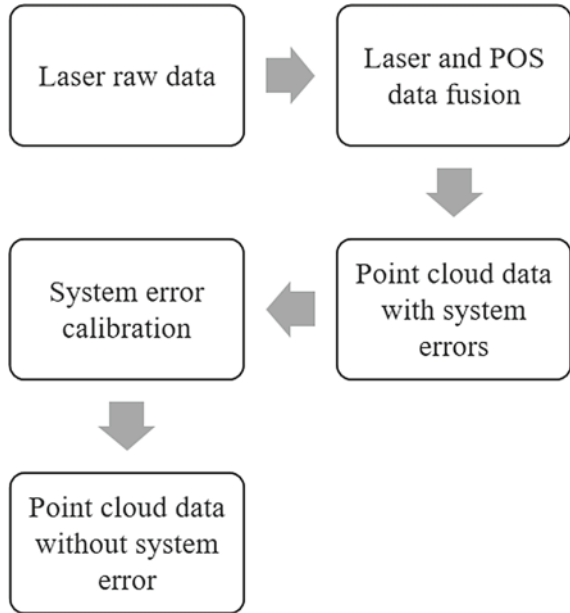 Laser raw data
Laser and POS
data fusion
Point cloud data
with system
errors
System error
calibration
Point cloud data
without system
error